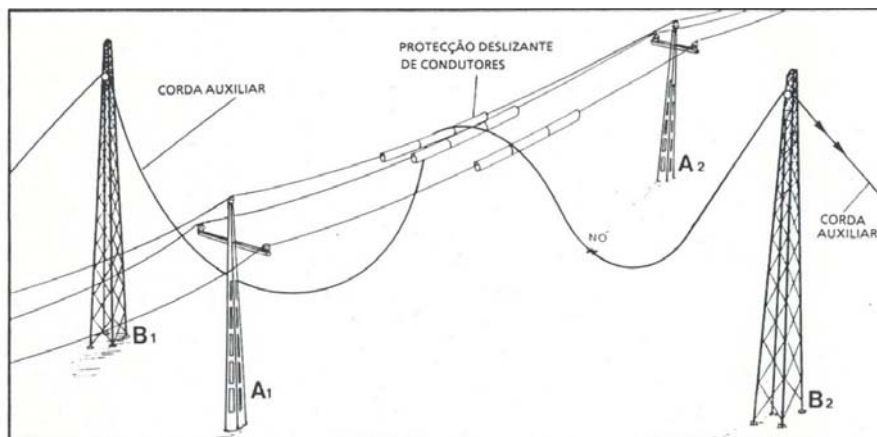 PROTECÇÃO DESLIZANTE
DE CONDUTORES
CORDA AUXILIAR
A2
NÓ
CORDA
AUXILIAR
B1
A1
B2